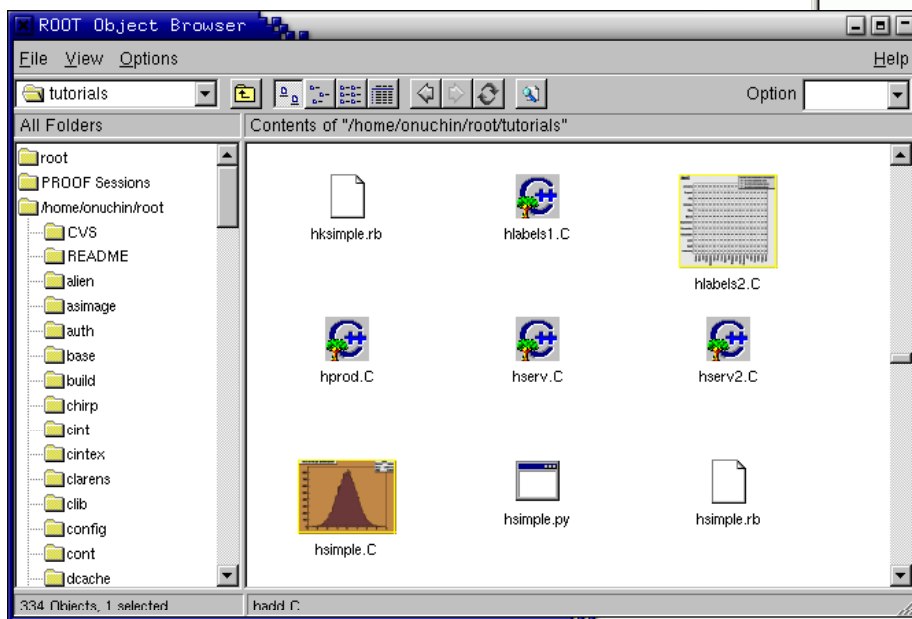 ROOT Object Browser
File View Options Help
tutorials Option
All Folders Contents of "/home/onuchin/root/tutorials"
root
PROOF Sessions
/home/onuchin/root
CVS
README
alien
asimage
auth
base
build
chirp
cint
cintex
clarens
clib
config
cont
dcache
hksimple.rb hlabels1.C hlabels2.C
hprod.C hserv.C hserv2.C
hsimple.C hsimple.py hsimple.rb
334 Objects, 1 selected hadd.C